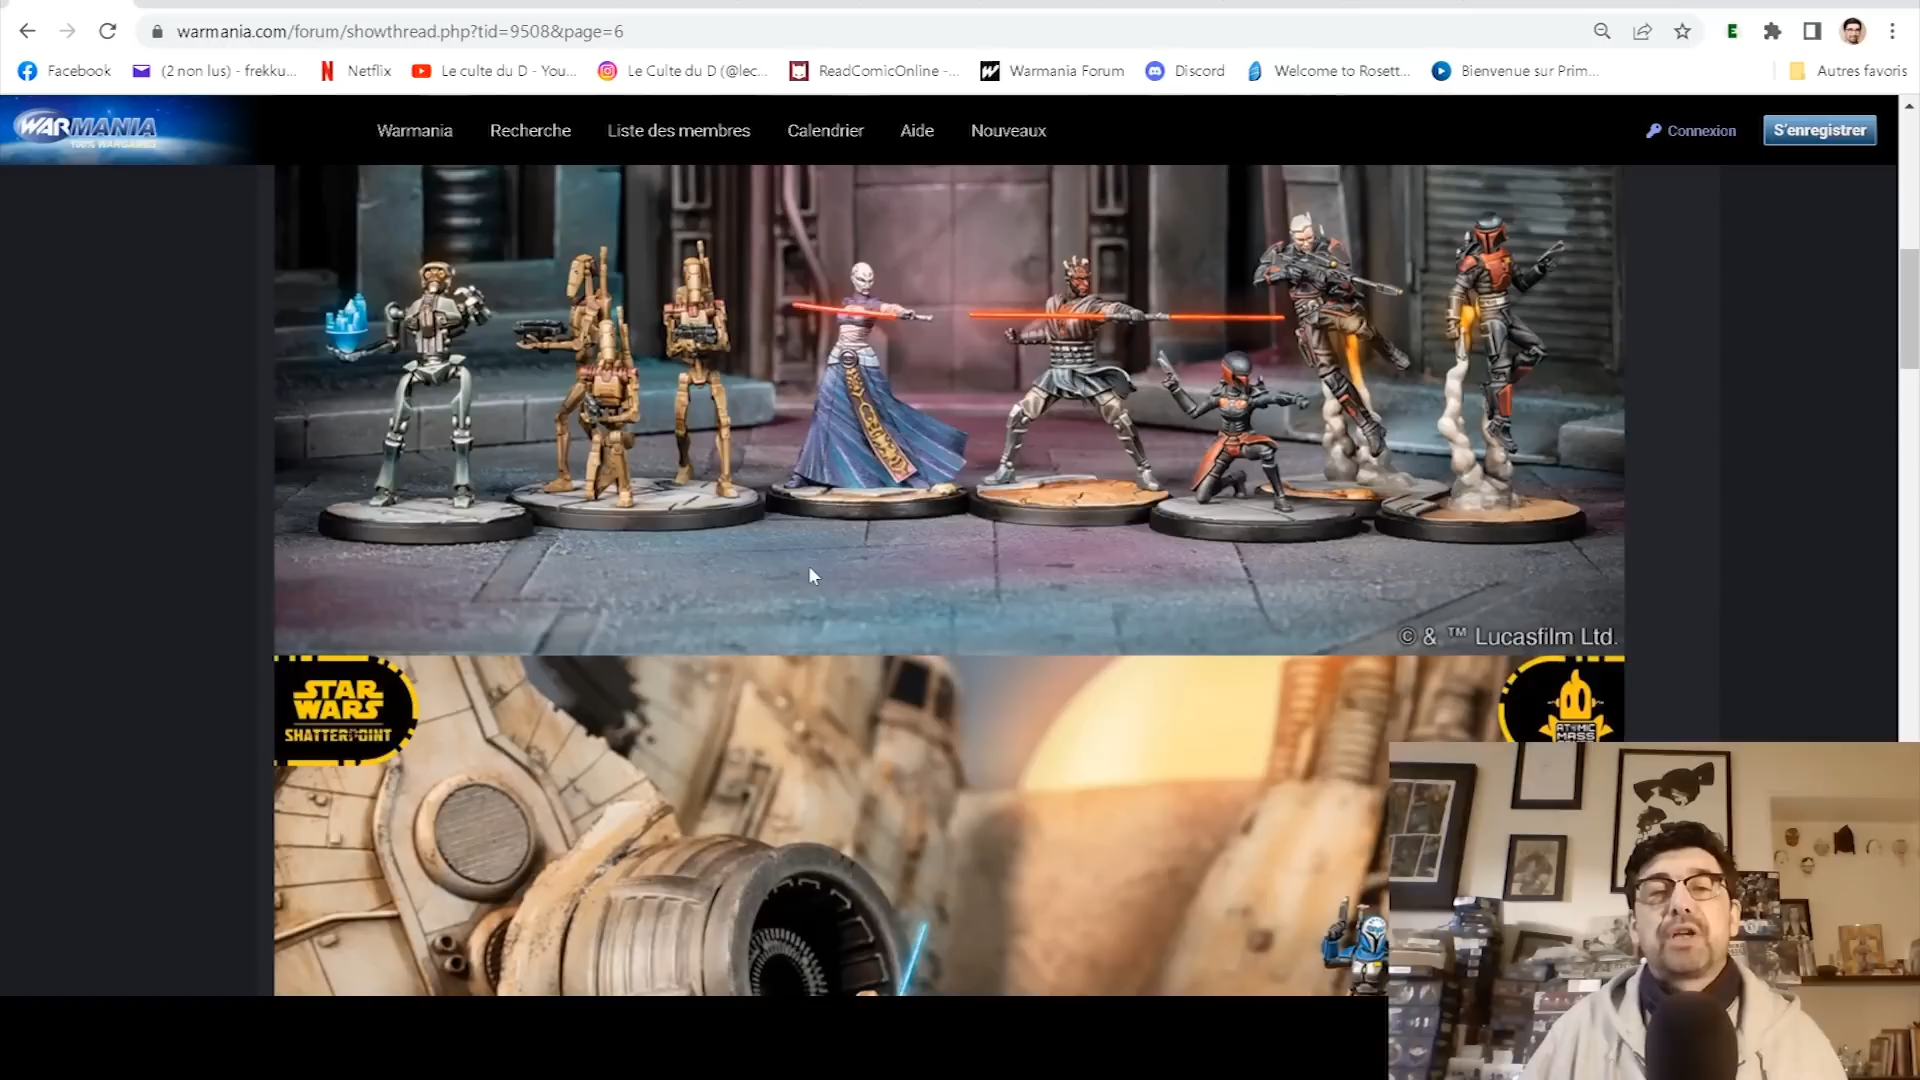 warmania.com/forum/showthread.php?tid=9508&page=6
Facebook
(2 non lus) - frekku...
Netflix
Le culte du D - You...
Le Culte du D (@lec...
ReadComicOnline -...
Warmania Forum
Discord
Welcome to Rosett...
Bienvenue sur Prim...
Autres favoris
WARMANIA
100% WARGAMES
Warmania
Recherche
Liste des membres
Calendrier
Aide
Nouveaux
Connexion
S'enregistrer
© & ™ Lucasfilm Ltd.
STAR
WARS
SHATTERPOINT
ATOMIC
MASS